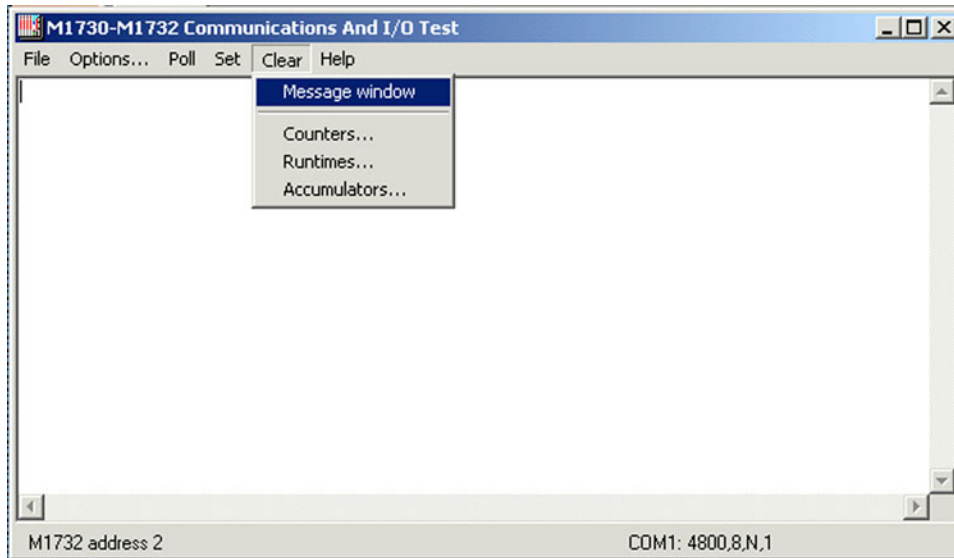 M1730-M1732 Communications And I/O Test
File Options... Poll Set Clear Help
Message window
Counters...
Runtimes...
Accumulators...
M1732 address 2 COM1: 4800,8,N,1